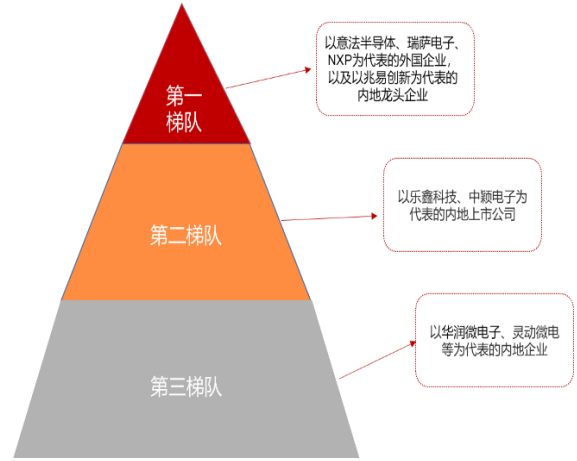 第一
梯队
以意法半导体、瑞萨电子、
NXP为代表的外国企业，
以及以兆易创新为代表的
内地龙头企业
第二梯队
以乐鑫科技、中颖电子为
代表的内地上市公司
第三梯队
以华润微电子、灵动微电
等为代表的内地企业